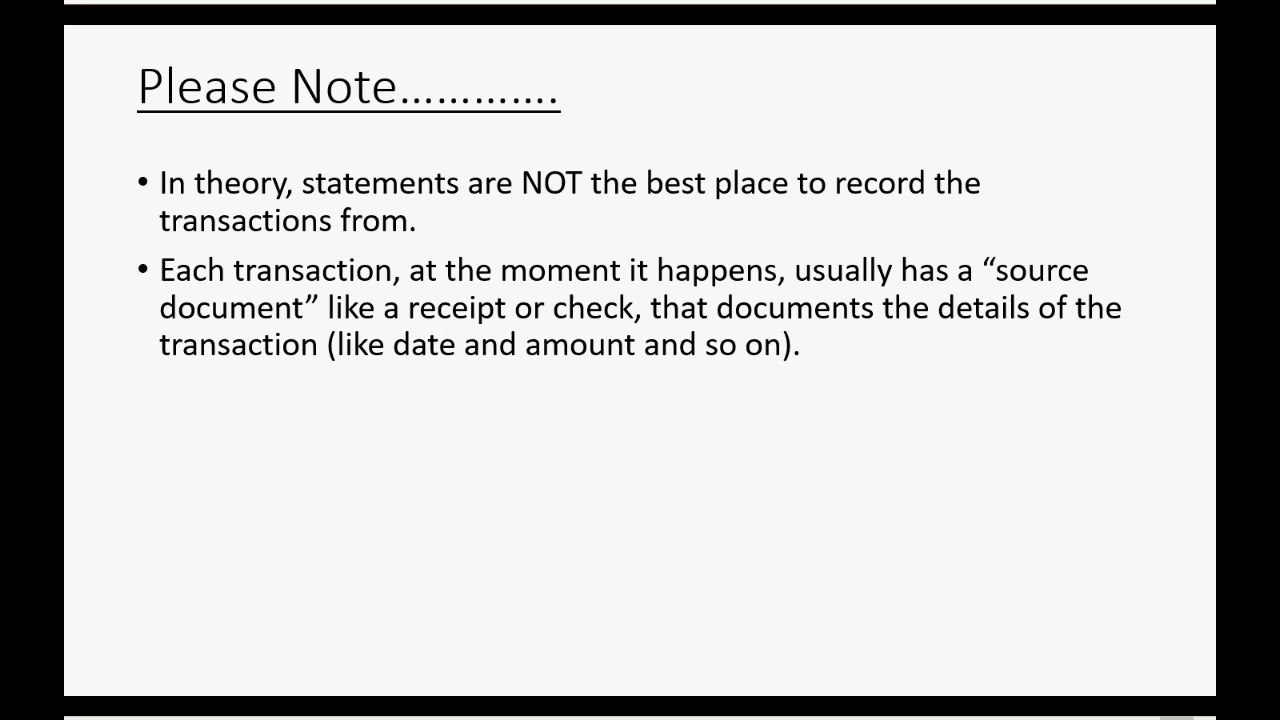 Please Note………….
• In theory, statements are NOT the best place to record the
transactions from.
• Each transaction, at the moment it happens, usually has a “source
document” like a receipt or check, that documents the details of the
transaction (like date and amount and so on).